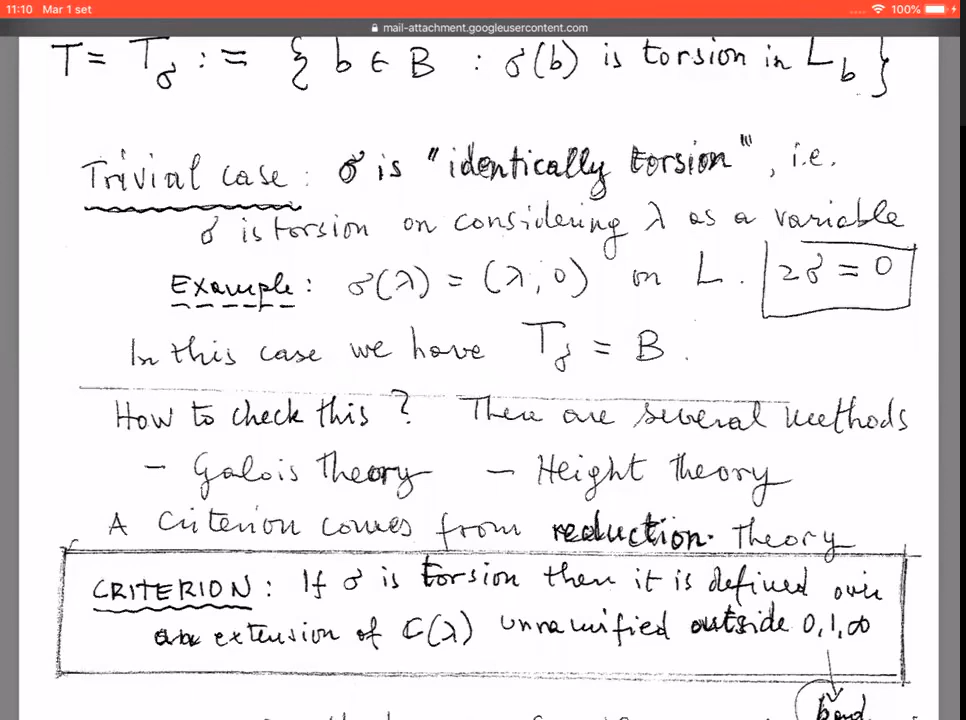 11:10 Mar 1 set
100%
mail-attachment.googleusercontent.com
T = T_σ := { b ∈ B : σ(b) is torsion in L_b }
Trivial case : σ is "identically torsion", i.e.
σ is torsion on considering λ as a variable
Example : σ(λ) = (λ, 0) on L. 2σ = 0
In this case we have T_σ = B.
How to check this ? There are several methods
- Galois theory - Height theory
A criterion comes from reduction theory
CRITERION : If σ is torsion then it is defined over
an extension of C(λ) unramified outside 0, 1, ∞